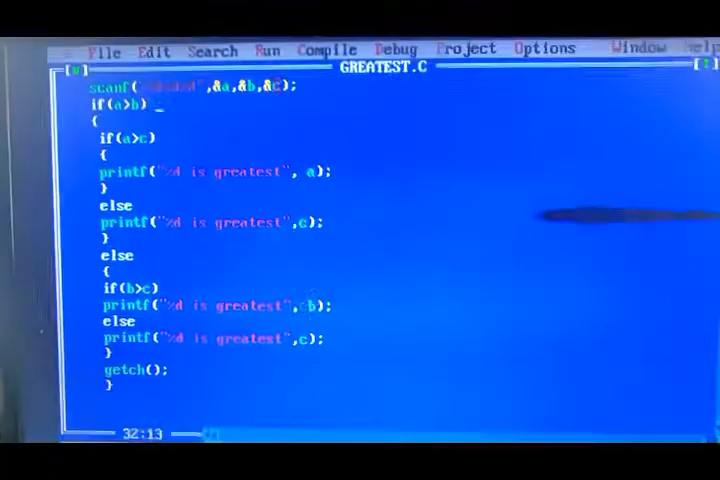 File Edit Search Run Compile Debug Project Options Window Help
GREATEST.C
scanf("%d%d%d",&a,&b,&c);
if(a>b)
{
if(a>c)
{
printf("%d is greatest", a);
}
else
printf("%d is greatest",c);
}
else
{
if(b>c)
printf("%d is greatest",b);
else
printf("%d is greatest",c);
}
getch();
}
32:13